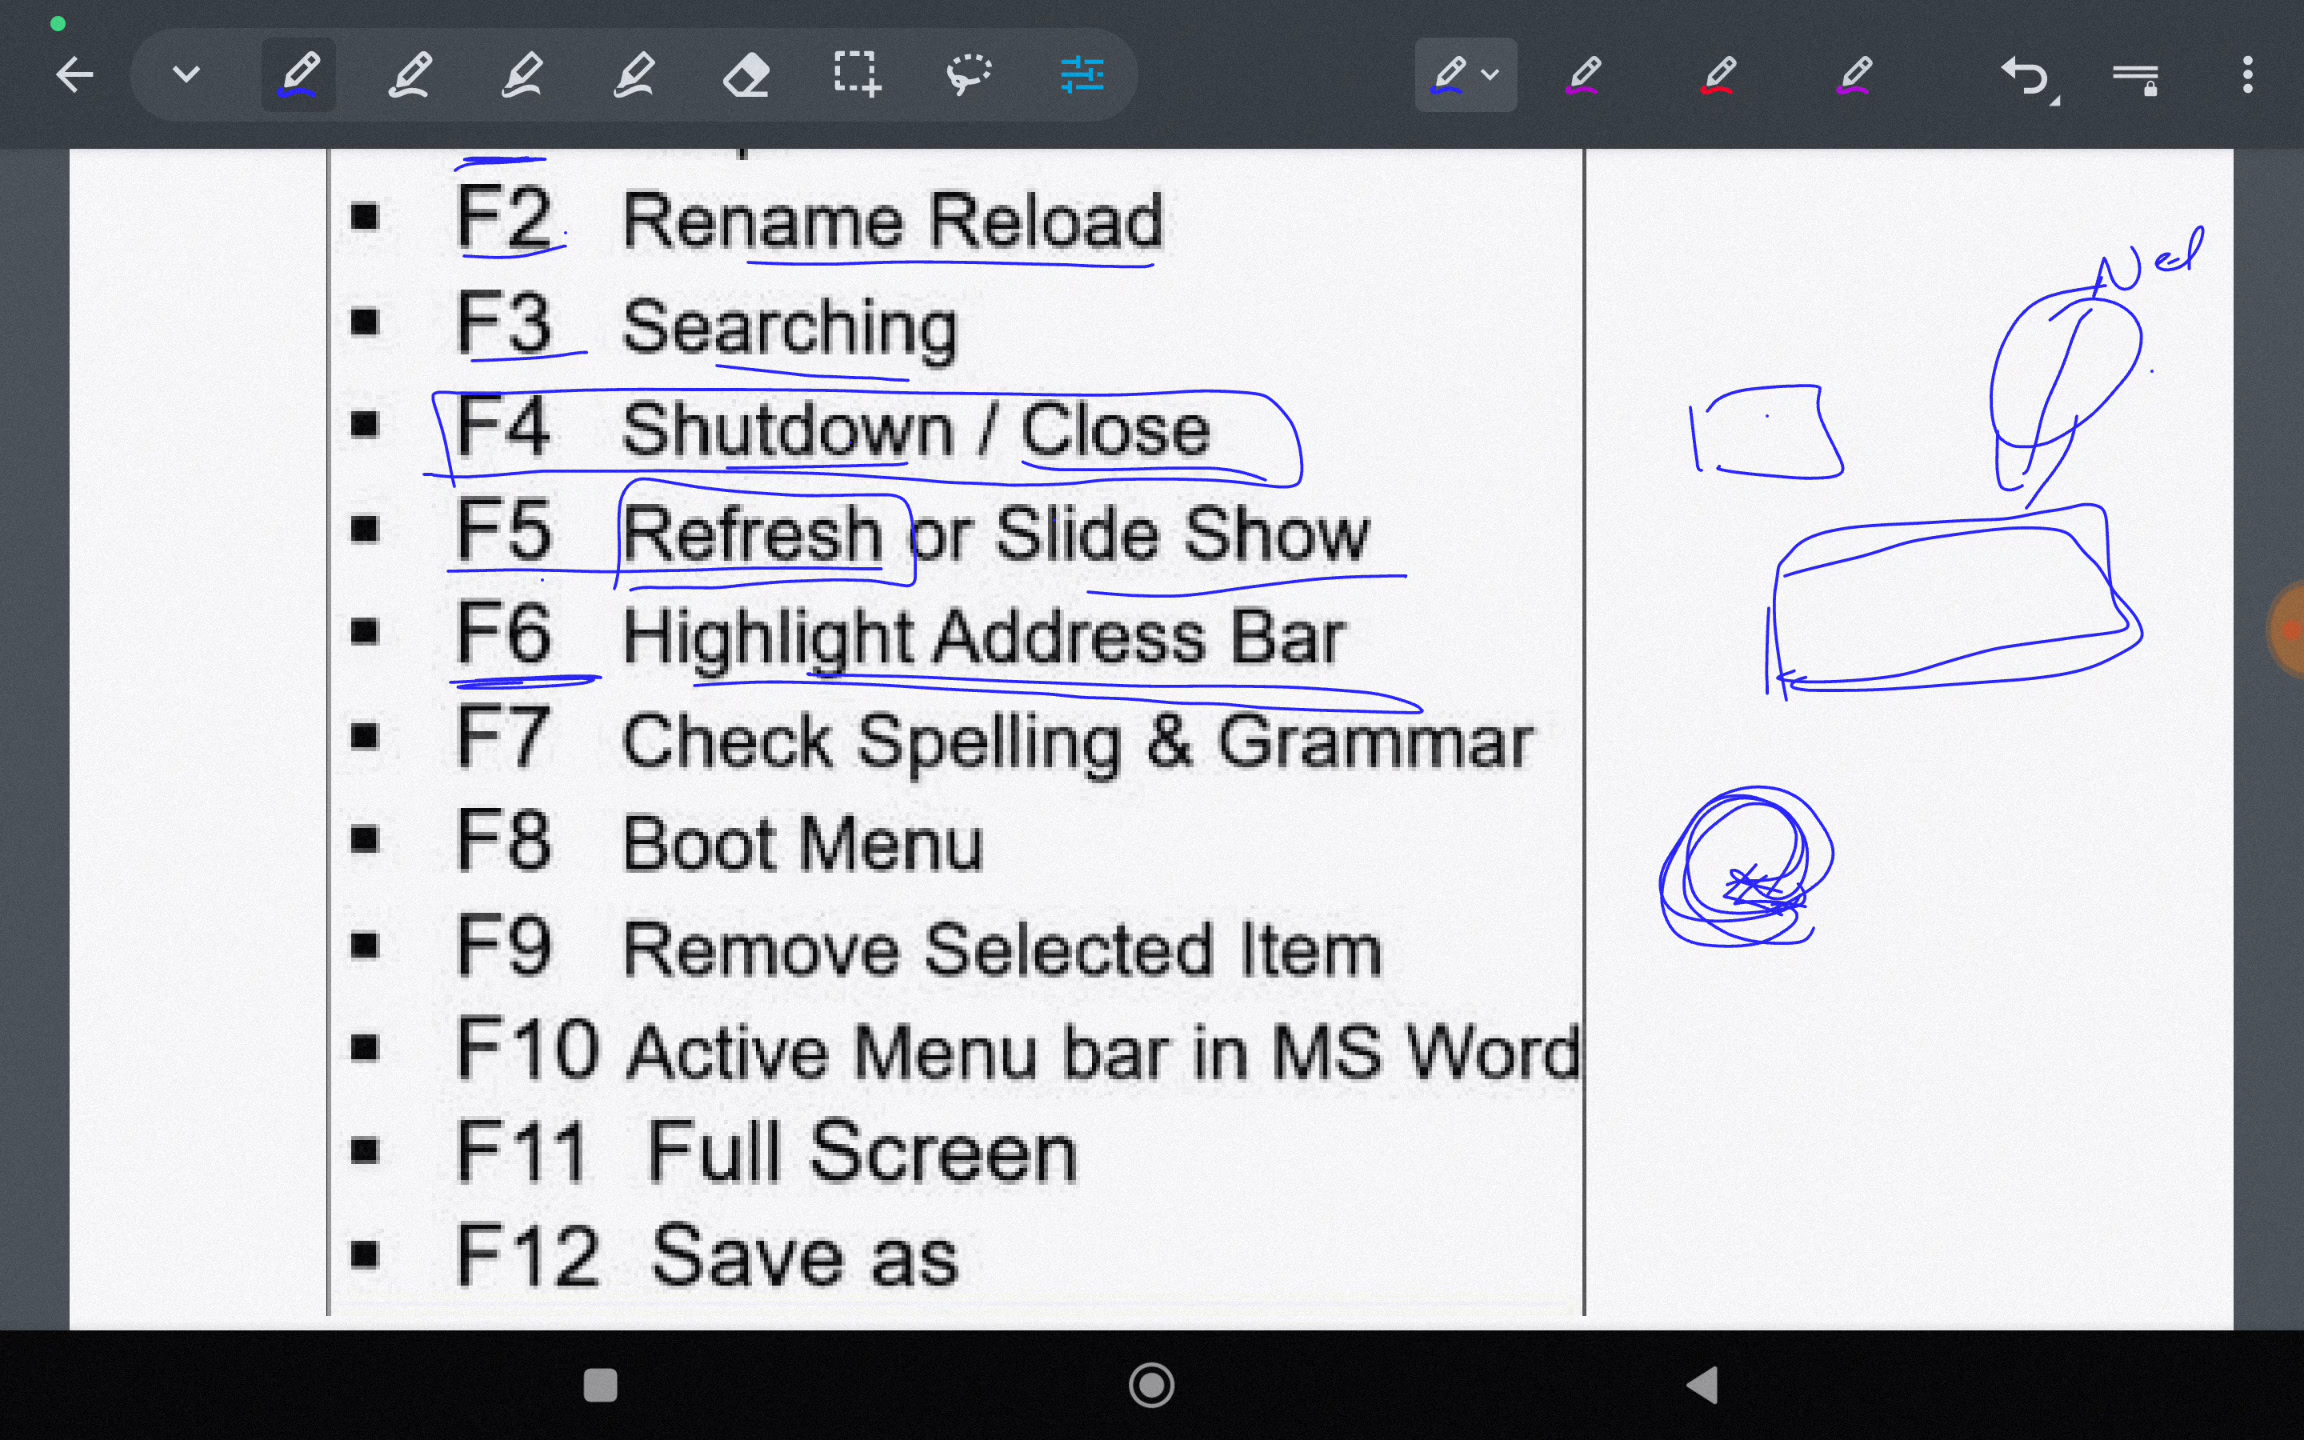 F2 Rename Reload
F3 Searching
F4 Shutdown / Close
F5 Refresh or Slide Show
F6 Highlight Address Bar
F7 Check Spelling & Grammar
F8 Boot Menu
F9 Remove Selected Item
F10 Active Menu bar in MS Word
F11 Full Screen
F12 Save as